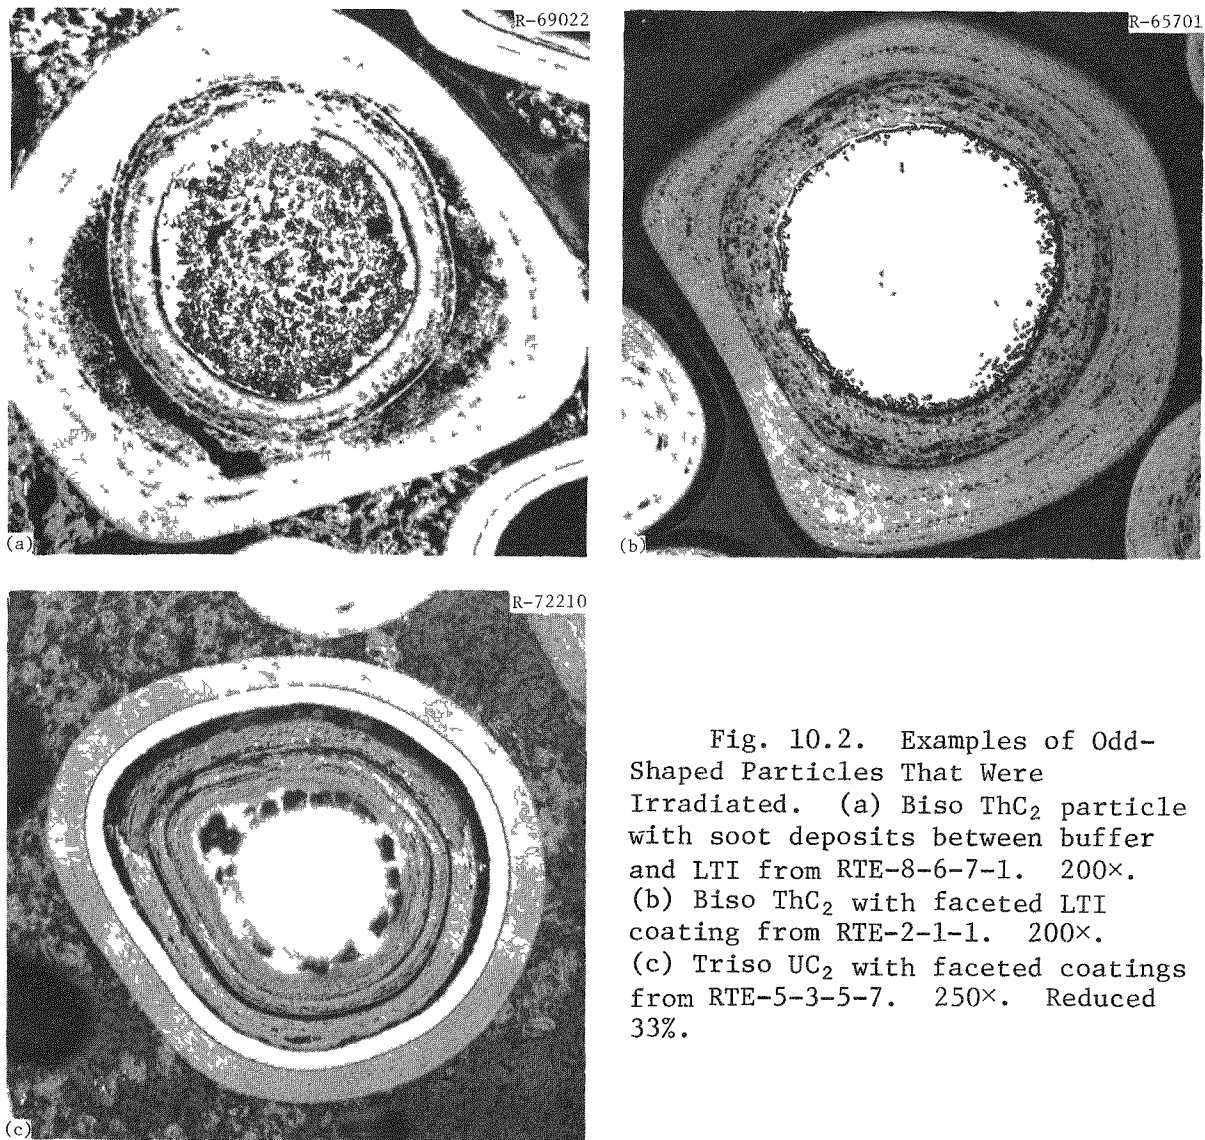 R-69022
(a)
R-65701
(b)
R-72210
(c)
Fig. 10.2. Examples of Odd-
Shaped Particles That Were
Irradiated. (a) Biso ThC₂ particle
with soot deposits between buffer
and LTI from RTE-8-6-7-1. 200×.
(b) Biso ThC₂ with faceted LTI
coating from RTE-2-1-1. 200×.
(c) Triso UC₂ with faceted coatings
from RTE-5-3-5-7. 250×. Reduced
33%.